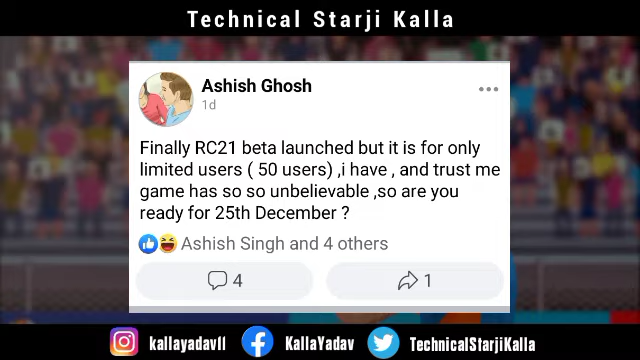 Technical Starji Kalla
Ashish Ghosh
1d
Finally RC21 beta launched but it is for only
limited users ( 50 users) ,i have , and trust me
game has so so unbelievable ,so are you
ready for 25th December ?
Ashish Singh and 4 others
4
1
kallayadav11
KallaYadav
TechnicalStarjiKalla